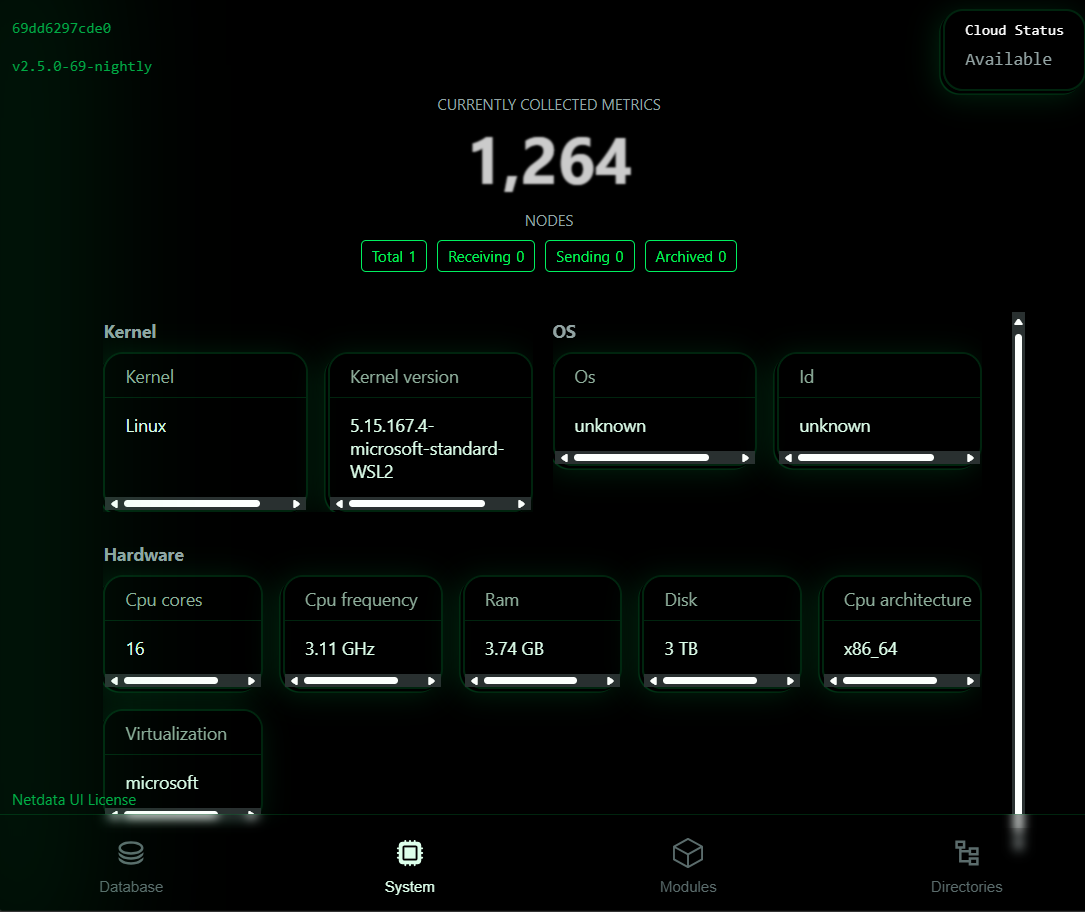 69dd6297cde0
v2.5.0-69-nightly
Cloud Status
Available
CURRENTLY COLLECTED METRICS
1,264
NODES
Total 1
Receiving 0
Sending 0
Archived 0
Kernel
Kernel
Linux
Kernel version
5.15.167.4-
microsoft-standard-
WSL2
OS
Os
unknown
Id
unknown
Hardware
Cpu cores
16
Cpu frequency
3.11 GHz
Ram
3.74 GB
Disk
3 TB
Cpu architecture
x86_64
Virtualization
microsoft
Netdata UI License
Database
System
Modules
Directories